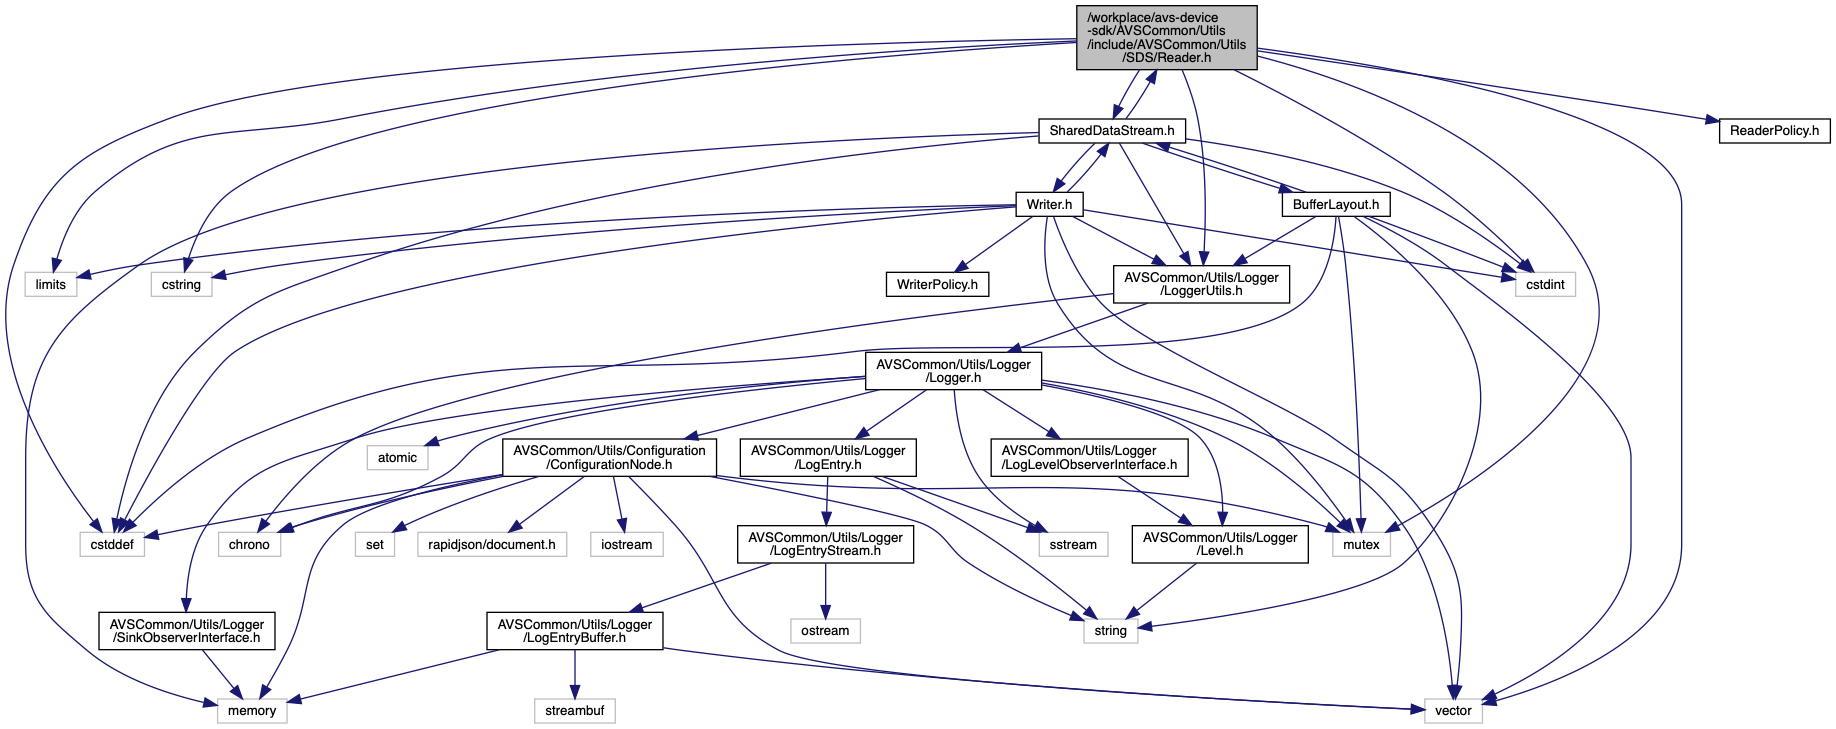 /workplace/avs-device
-sdk/AVSCommon/Utils
/include/AVSCommon/Utils
/SDS/Reader.h
SharedDataStream.h
ReaderPolicy.h
Writer.h
BufferLayout.h
limits
cstring
WriterPolicy.h
AVSCommon/Utils/Logger
/LoggerUtils.h
cstdint
AVSCommon/Utils/Logger
/Logger.h
atomic
AVSCommon/Utils/Configuration
/ConfigurationNode.h
AVSCommon/Utils/Logger
/LogEntry.h
AVSCommon/Utils/Logger
/LogLevelObserverInterface.h
cstddef
chrono
set
rapidjson/document.h
iostream
AVSCommon/Utils/Logger
/LogEntryStream.h
sstream
AVSCommon/Utils/Logger
/Level.h
mutex
AVSCommon/Utils/Logger
/SinkObserverInterface.h
AVSCommon/Utils/Logger
/LogEntryBuffer.h
ostream
string
memory
streambuf
vector